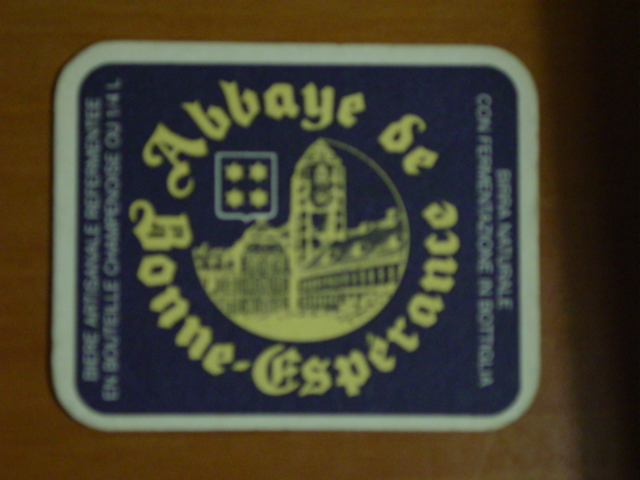 Abbaye de
Bonne-Espérance
BIERE ARTISANALE REFERMENTEE
EN BOUTEILLE CHAMPENOISE OU 1/4 L
BIRRA NATURALE
CON FERMENTAZIONE IN BOTTIGLIA